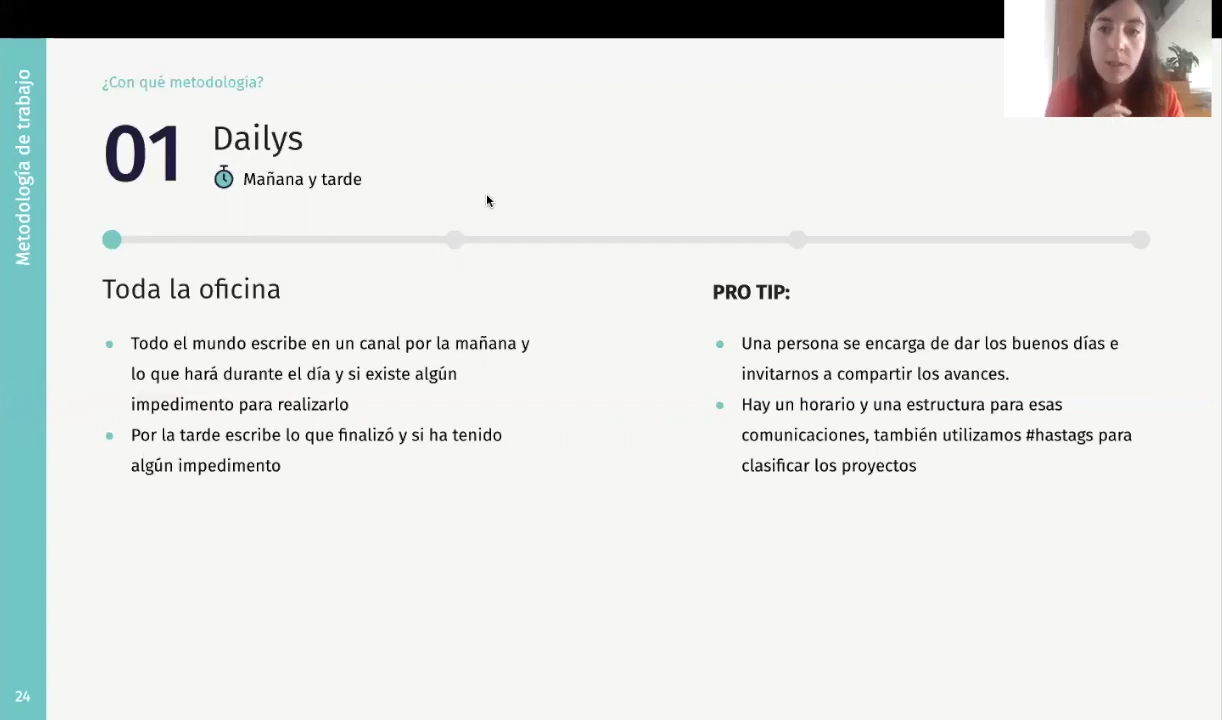 Metodología de trabajo
¿Con qué metodología?
01
Dailys
Mañana y tarde
Toda la oficina
Todo el mundo escribe en un canal por la mañana y
lo que hará durante el día y si existe algún
impedimento para realizarlo
Por la tarde escribe lo que finalizó y si ha tenido
algún impedimento
PRO TIP:
Una persona se encarga de dar los buenos días e
invitarnos a compartir los avances.
Hay un horario y una estructura para esas
comunicaciones, también utilizamos #hastags para
clasificar los proyectos
24